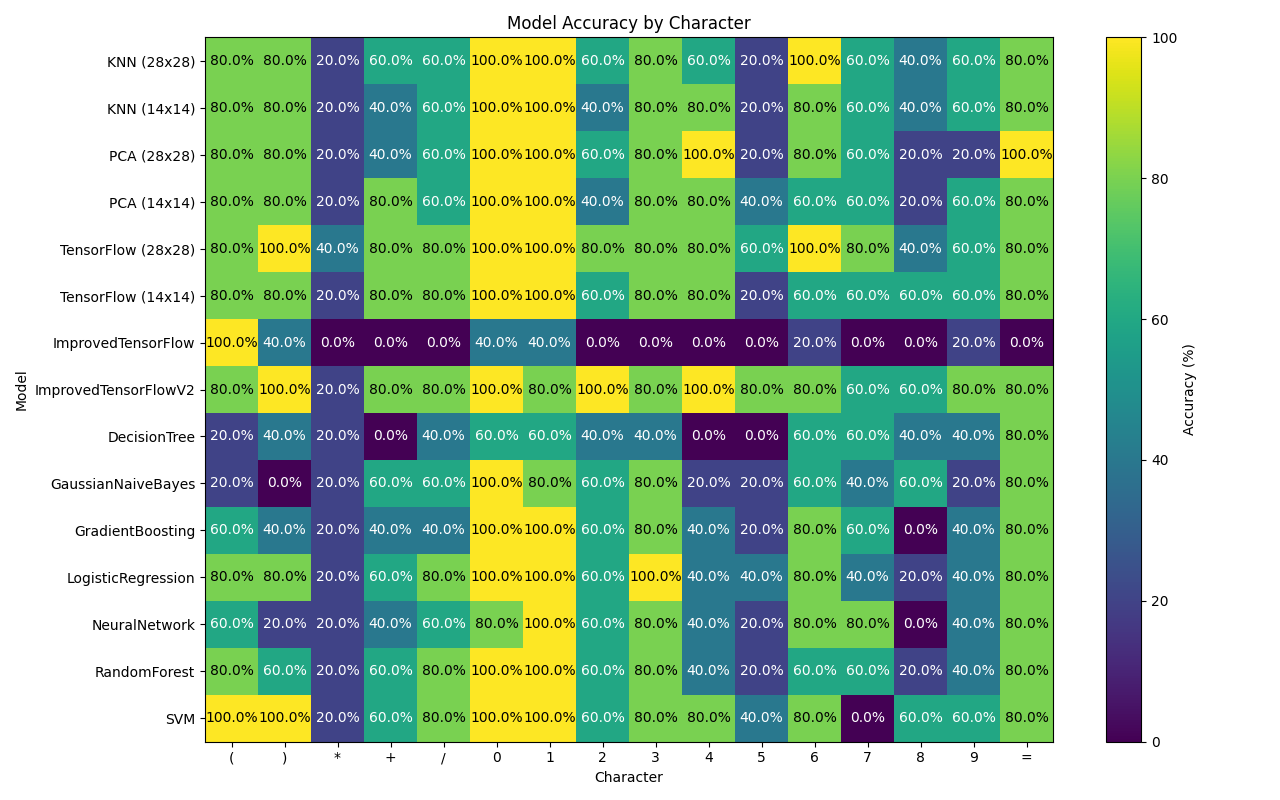 Model Accuracy by Character
KNN (28x28) 80.0% 80.0% 20.0% 60.0% 60.0% 100.0% 100.0% 60.0% 80.0% 60.0% 20.0% 100.0% 60.0% 40.0% 60.0% 80.0%
KNN (14x14) 80.0% 80.0% 20.0% 40.0% 60.0% 100.0% 100.0% 40.0% 80.0% 80.0% 20.0% 80.0% 60.0% 40.0% 60.0% 80.0%
PCA (28x28) 80.0% 80.0% 20.0% 40.0% 60.0% 100.0% 100.0% 60.0% 80.0% 100.0% 20.0% 80.0% 60.0% 20.0% 20.0% 100.0%
PCA (14x14) 80.0% 80.0% 20.0% 80.0% 60.0% 100.0% 100.0% 40.0% 80.0% 80.0% 40.0% 60.0% 60.0% 20.0% 60.0% 80.0%
TensorFlow (28x28) 80.0% 100.0% 40.0% 80.0% 80.0% 100.0% 100.0% 80.0% 80.0% 80.0% 60.0% 100.0% 80.0% 40.0% 60.0% 80.0%
TensorFlow (14x14) 80.0% 80.0% 20.0% 80.0% 80.0% 100.0% 100.0% 60.0% 80.0% 80.0% 20.0% 60.0% 60.0% 60.0% 60.0% 80.0%
ImprovedTensorFlow 100.0% 40.0% 0.0% 0.0% 0.0% 40.0% 40.0% 0.0% 0.0% 0.0% 0.0% 20.0% 0.0% 0.0% 20.0% 0.0%
ImprovedTensorFlowV2 80.0% 100.0% 20.0% 80.0% 80.0% 100.0% 80.0% 100.0% 80.0% 100.0% 80.0% 80.0% 60.0% 60.0% 80.0% 80.0%
DecisionTree 20.0% 40.0% 20.0% 0.0% 40.0% 60.0% 60.0% 40.0% 40.0% 0.0% 0.0% 60.0% 60.0% 40.0% 40.0% 80.0%
GaussianNaiveBayes 20.0% 0.0% 20.0% 60.0% 60.0% 100.0% 80.0% 60.0% 80.0% 20.0% 20.0% 60.0% 40.0% 60.0% 20.0% 80.0%
GradientBoosting 60.0% 40.0% 20.0% 40.0% 40.0% 100.0% 100.0% 60.0% 80.0% 40.0% 20.0% 80.0% 60.0% 0.0% 40.0% 80.0%
LogisticRegression 80.0% 80.0% 20.0% 60.0% 80.0% 100.0% 100.0% 60.0% 100.0% 40.0% 40.0% 80.0% 40.0% 20.0% 40.0% 80.0%
NeuralNetwork 60.0% 20.0% 20.0% 40.0% 60.0% 80.0% 100.0% 60.0% 80.0% 40.0% 20.0% 80.0% 80.0% 0.0% 40.0% 80.0%
RandomForest 80.0% 60.0% 20.0% 60.0% 80.0% 100.0% 100.0% 60.0% 80.0% 40.0% 20.0% 60.0% 60.0% 20.0% 40.0% 80.0%
SVM 100.0% 100.0% 20.0% 60.0% 80.0% 100.0% 100.0% 60.0% 80.0% 80.0% 40.0% 80.0% 0.0% 60.0% 60.0% 80.0%
( ) * + / 0 1 2 3 4 5 6 7 8 9 =
Character
Model
100
80
60
40
20
0
Accuracy (%)